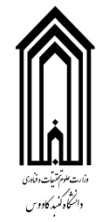 وزارت علوم تحقیقات و فناوری
دانشگاه گنبد کاووس